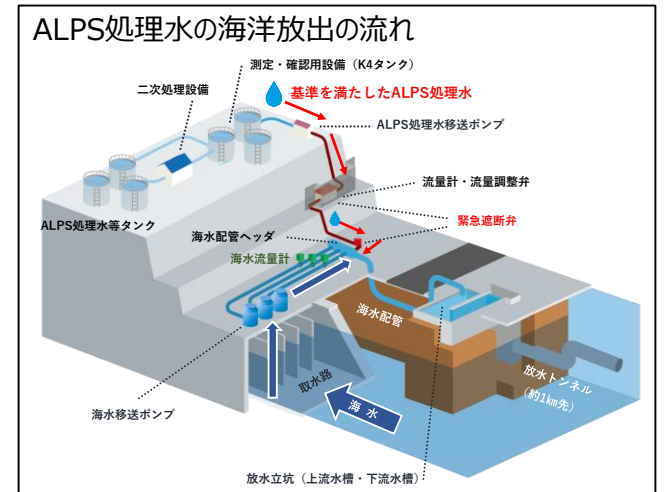 ALPS処理水の海洋放出の流れ
測定・確認用設備（K4タンク）
二次処理設備
基準を満たしたALPS処理水
ALPS処理水移送ポンプ
流量計・流量調整弁
ALPS処理水等タンク
緊急遮断弁
海水配管ヘッダ
海水流量計
海水配管
取水路
放水トンネル
（約1㎞先）
海水移送ポンプ
海 水
放水立坑（上流水槽・下流水槽）